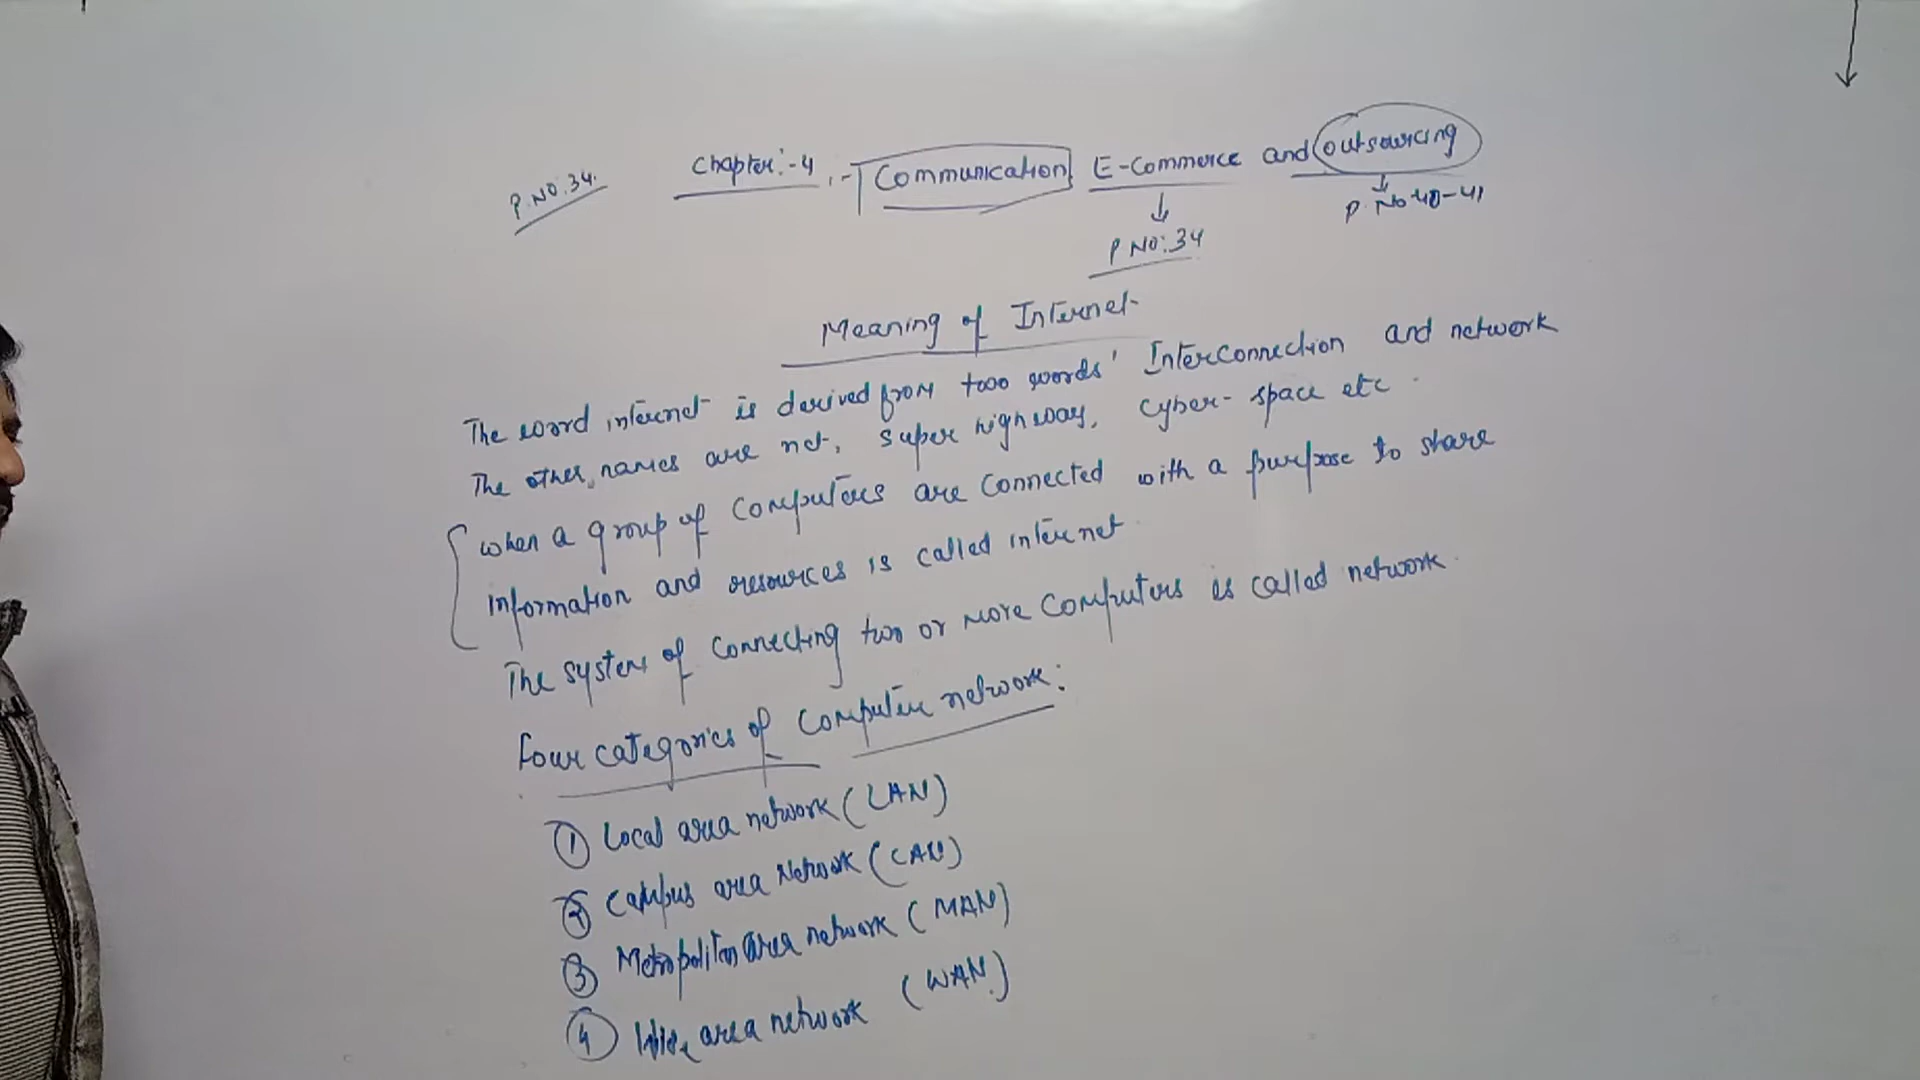 P.NO:34.
Chapter:-4 :- Communication E-Commerce and outsourcing
P. No 40-41
P NO:34
Meaning of Internet
The word internet is derived from two words' Interconnection and network
The other, names are net, super highway, cyber-space etc.
when a group of computers are connected with a purpose to share
information and resources is called internet.
The system of connecting two or more computers is called network.
four categories of computer network:
① Local area network (LAN)
② Campus area Network (CAN)
③ Metropolitan area network (MAN)
④ Wide area network (WAN.)